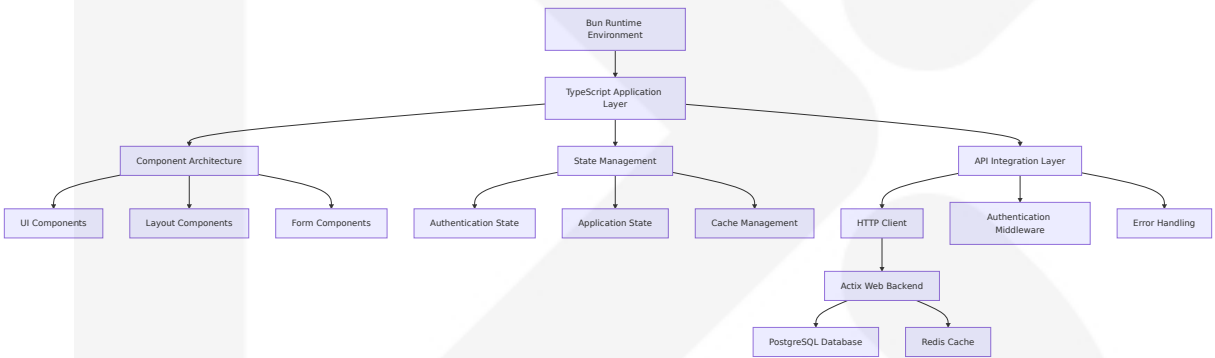 Bun Runtime
Environment
TypeScript Application
Layer
Component Architecture
State Management
API Integration Layer
UI Components
Layout Components
Form Components
Authentication State
Application State
Cache Management
HTTP Client
Authentication
Middleware
Error Handling
Actix Web Backend
PostgreSQL Database
Redis Cache